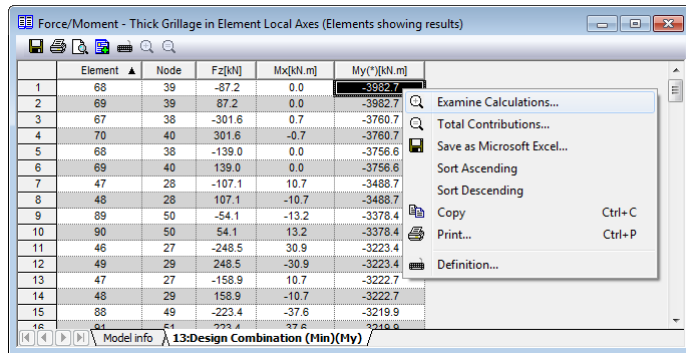 Force/Moment - Thick Grillage in Element Local Axes (Elements showing results)
Element ▲ Node Fz[kN] Mx[kN.m] My(*)[kN.m]
1 68 39 -87.2 0.0 -3982.7
2 69 39 87.2 0.0 -3982.7
3 67 38 -301.6 0.7 -3760.7
4 70 40 301.6 -0.7 -3760.7
5 68 38 -139.0 0.0 -3756.6
6 69 40 139.0 0.0 -3756.6
7 47 28 -107.1 10.7 -3488.7
8 48 28 107.1 -10.7 -3488.7
9 89 50 -54.1 -13.2 -3378.4
10 90 50 54.1 13.2 -3378.4
11 46 27 -248.5 30.9 -3223.4
12 49 29 248.5 -30.9 -3223.4
13 47 27 -158.9 10.7 -3222.7
14 48 29 158.9 -10.7 -3222.7
15 88 49 -223.4 -37.6 -3219.9
16 91 51 223.4 37.6 -3219.9
Examine Calculations...
Total Contributions...
Save as Microsoft Excel...
Sort Ascending
Sort Descending
Copy Ctrl+C
Print... Ctrl+P
Definition...
Model info 13:Design Combination (Min)(My)